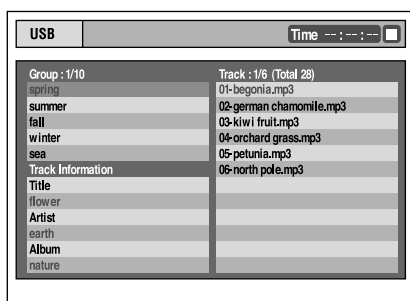 USB
Time --:--:--
Group : 1/10
spring
summer
fall
winter
sea
Track Information
Title
flower
Artist
earth
Album
nature
Track : 1/6 (Total 28)
01-begonia.mp3
02-german chamomile.mp3
03-kiwi fruit.mp3
04-orchard grass.mp3
05-petunia.mp3
06-north pole.mp3